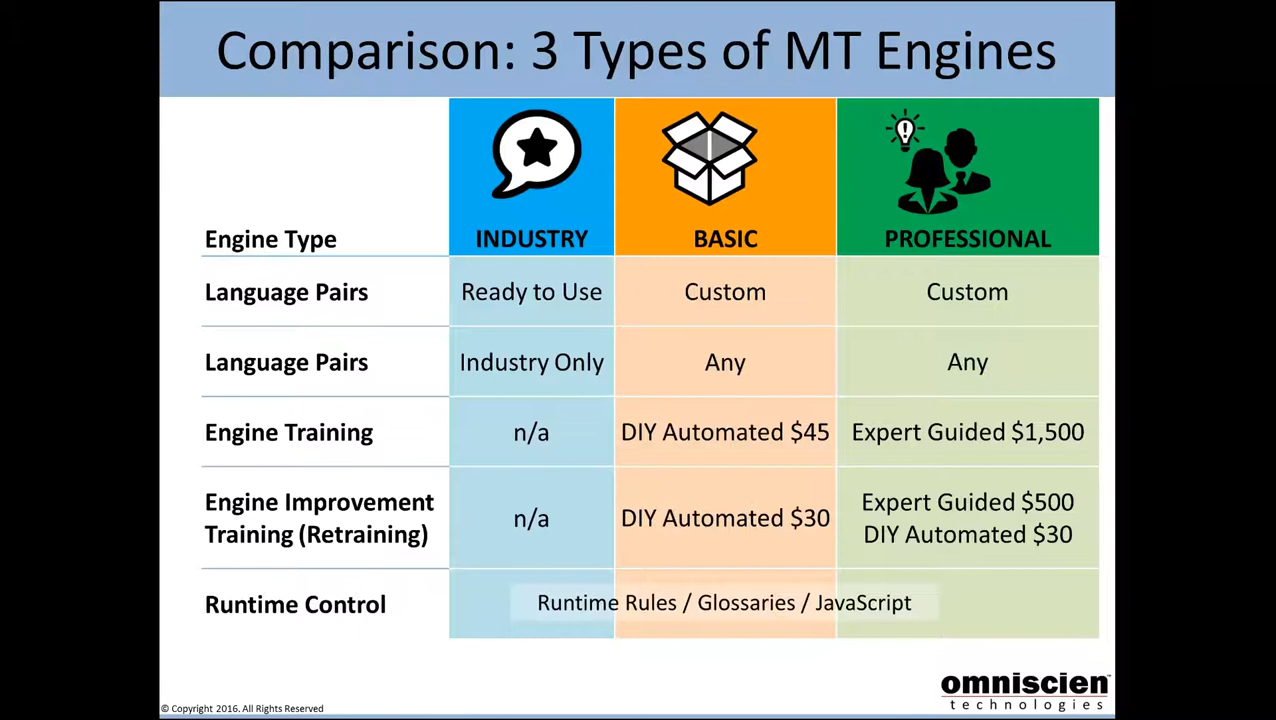 Comparison: 3 Types of MT Engines
Engine Type INDUSTRY BASIC PROFESSIONAL
Language Pairs Ready to Use Custom Custom
Language Pairs Industry Only Any Any
Engine Training n/a DIY Automated $45 Expert Guided $1,500
Engine Improvement Expert Guided $500
Training (Retraining) n/a DIY Automated $30 DIY Automated $30
Runtime Control Runtime Rules / Glossaries / JavaScript
omniscien™
technologies
© Copyright 2016. All Rights Reserved